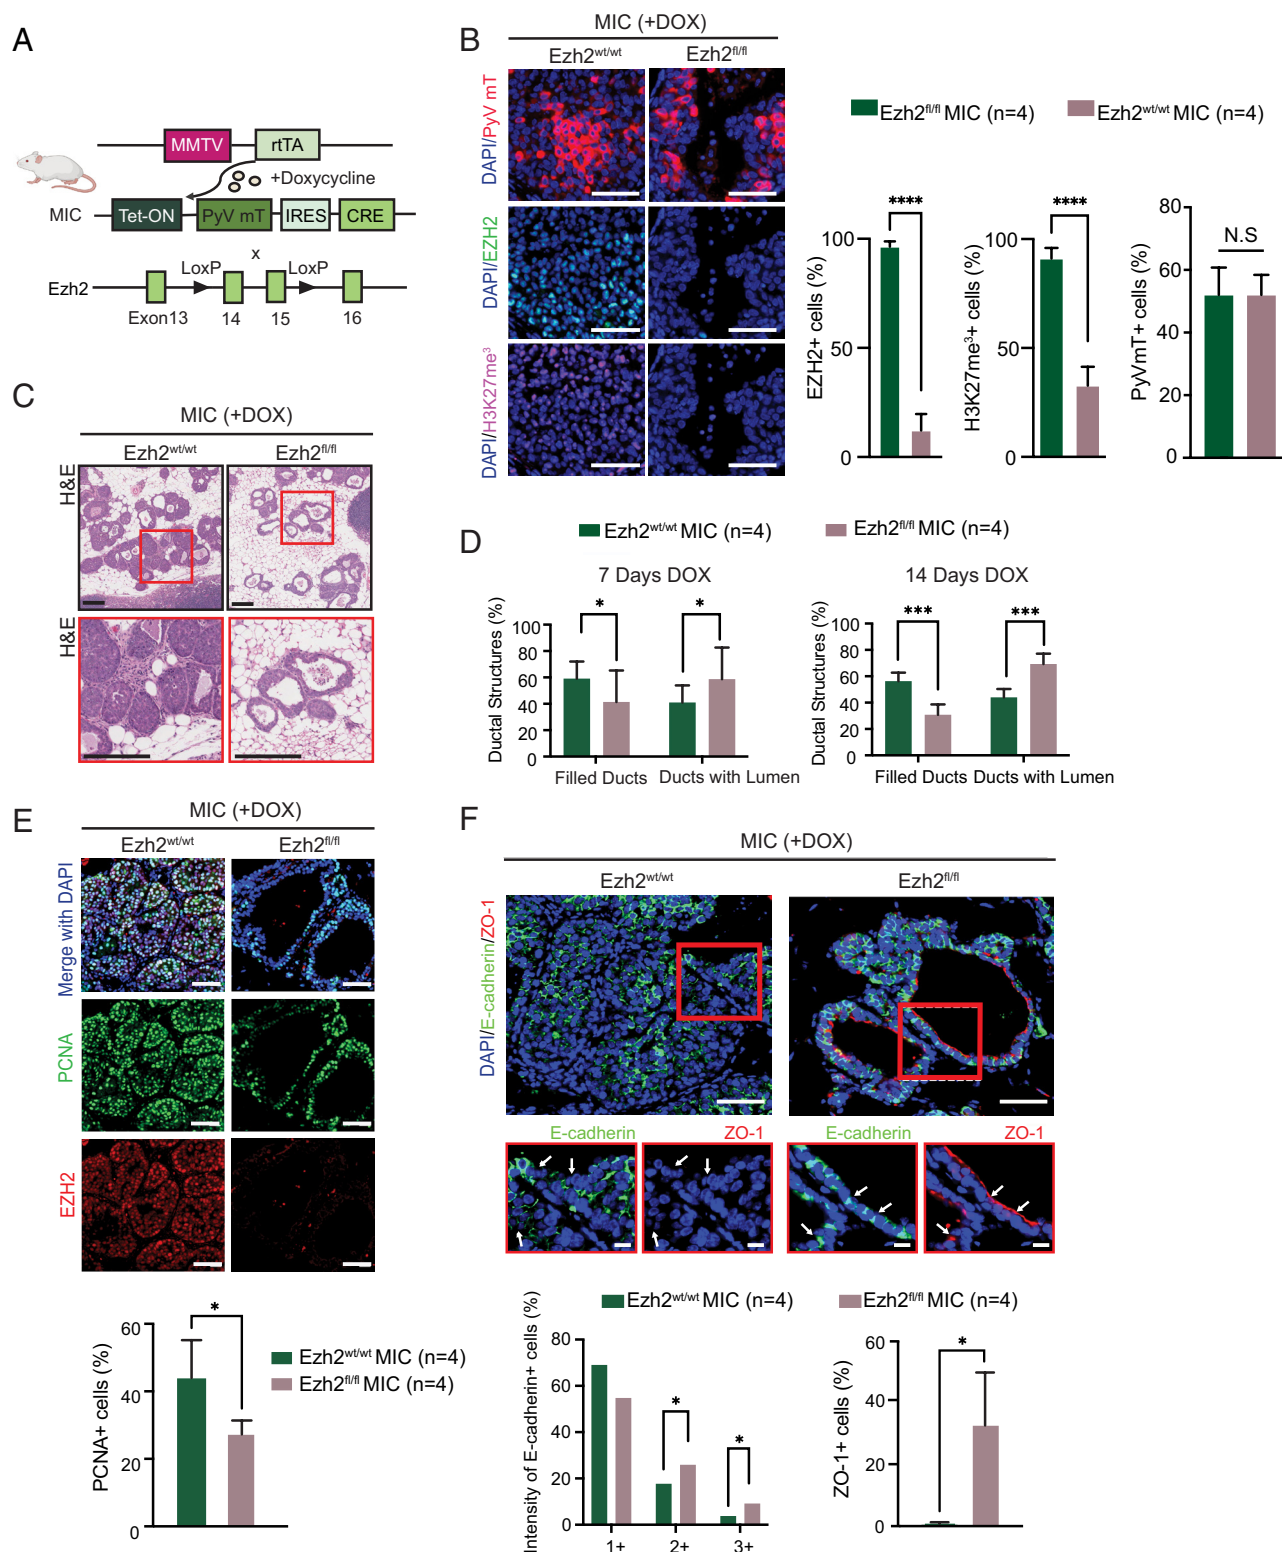 A
MMTV
rtTA
+Doxycycline
MIC
Tet-ON
PyV mT
IRES
CRE
x
LoxP
LoxP
Ezh2
Exon13
14
15
16
B
MIC (+DOX)
Ezh2wt/wt
Ezh2fl/fl
DAPI/PyV mT
DAPI/EZH2
DAPI/H3K27me³
Ezh2fl/fl MIC (n=4)
Ezh2wt/wt MIC (n=4)
EZH2+ cells (%)
100
50
0
****
H3K27me³+ cells (%)
100
50
0
****
PyVmT+ cells (%)
80
60
40
20
0
N.S
C
MIC (+DOX)
Ezh2wt/wt
Ezh2fl/fl
H&E
H&E
D
Ezh2wt/wt MIC (n=4)
Ezh2fl/fl MIC (n=4)
7 Days DOX
Ductal Structures (%)
100
80
60
40
20
0
*
*
Filled Ducts
Ducts with Lumen
14 Days DOX
Ductal Structures (%)
100
80
60
40
20
0
***
***
Filled Ducts
Ducts with Lumen
E
MIC (+DOX)
Ezh2wt/wt
Ezh2fl/fl
Merge with DAPI
PCNA
EZH2
PCNA+ cells (%)
60
40
20
0
*
Ezh2wt/wt MIC (n=4)
Ezh2fl/fl MIC (n=4)
F
MIC (+DOX)
Ezh2wt/wt
Ezh2fl/fl
DAPI/E-cadherin/ZO-1
E-cadherin
ZO-1
E-cadherin
ZO-1
Ezh2wt/wt MIC (n=4)
Ezh2fl/fl MIC (n=4)
Intensity of E-cadherin+ cells (%)
80
60
40
20
0
*
*
1+
2+
3+
ZO-1+ cells (%)
60
40
20
0
*